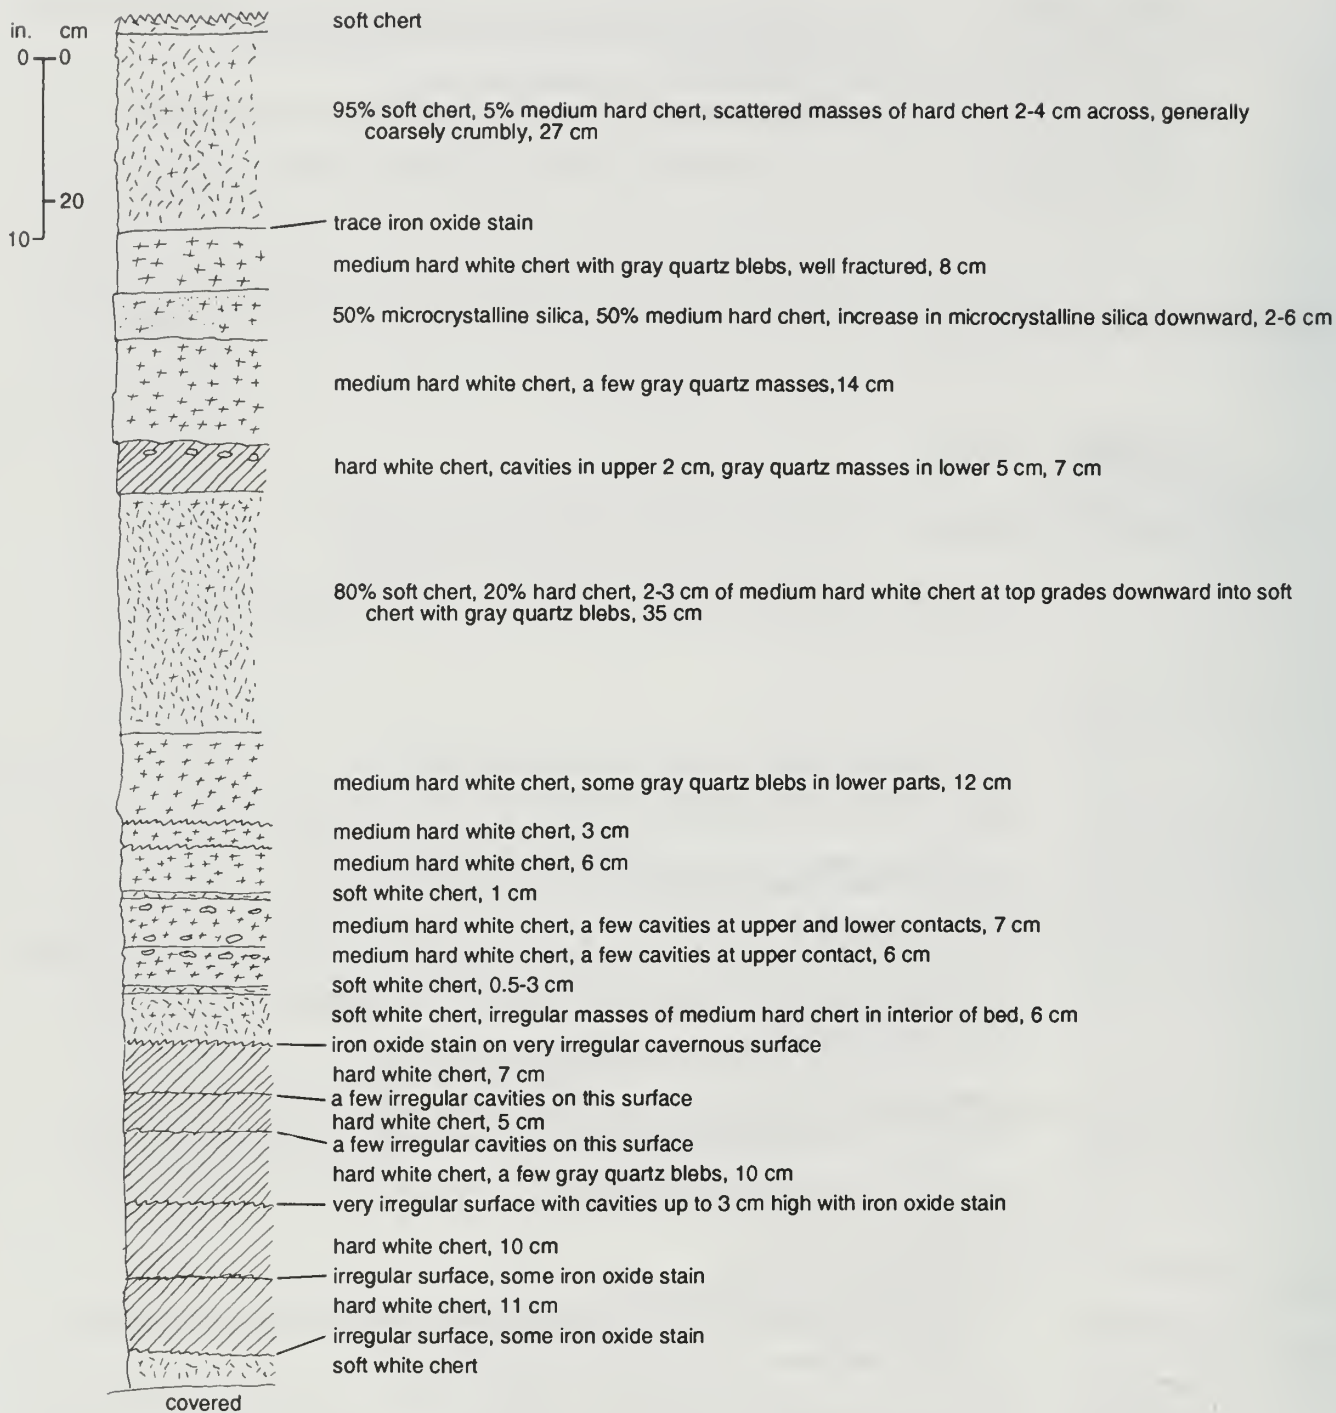 soft chert
in. cm
0 0
95% soft chert, 5% medium hard chert, scattered masses of hard chert 2-4 cm across, generally
coarsely crumbly, 27 cm
20
trace iron oxide stain
10
medium hard white chert with gray quartz blebs, well fractured, 8 cm
50% microcrystalline silica, 50% medium hard chert, increase in microcrystalline silica downward, 2-6 cm
medium hard white chert, a few gray quartz masses,14 cm
hard white chert, cavities in upper 2 cm, gray quartz masses in lower 5 cm, 7 cm
80% soft chert, 20% hard chert, 2-3 cm of medium hard white chert at top grades downward into soft
chert with gray quartz blebs, 35 cm
medium hard white chert, some gray quartz blebs in lower parts, 12 cm
medium hard white chert, 3 cm
medium hard white chert, 6 cm
soft white chert, 1 cm
medium hard white chert, a few cavities at upper and lower contacts, 7 cm
medium hard white chert, a few cavities at upper contact, 6 cm
soft white chert, 0.5-3 cm
soft white chert, irregular masses of medium hard chert in interior of bed, 6 cm
iron oxide stain on very irregular cavernous surface
hard white chert, 7 cm
a few irregular cavities on this surface
hard white chert, 5 cm
a few irregular cavities on this surface
hard white chert, a few gray quartz blebs, 10 cm
very irregular surface with cavities up to 3 cm high with iron oxide stain
hard white chert, 10 cm
irregular surface, some iron oxide stain
hard white chert, 11 cm
irregular surface, some iron oxide stain
soft white chert
covered